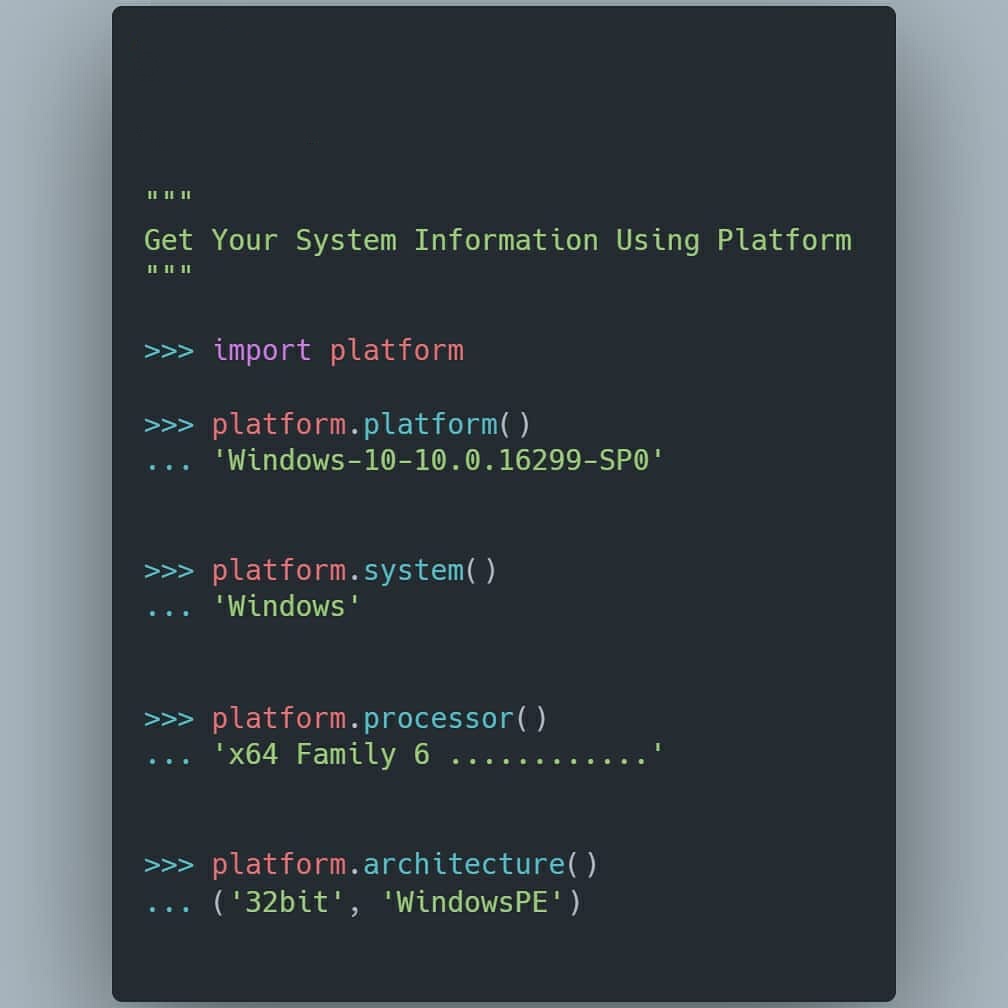 """
Get Your System Information Using Platform
"""
>>> import platform
>>> platform.platform()
... 'Windows-10-10.0.16299-SP0'
>>> platform.system()
... 'Windows'
>>> platform.processor()
... 'x64 Family 6 ............'
>>> platform.architecture()
... ('32bit', 'WindowsPE')